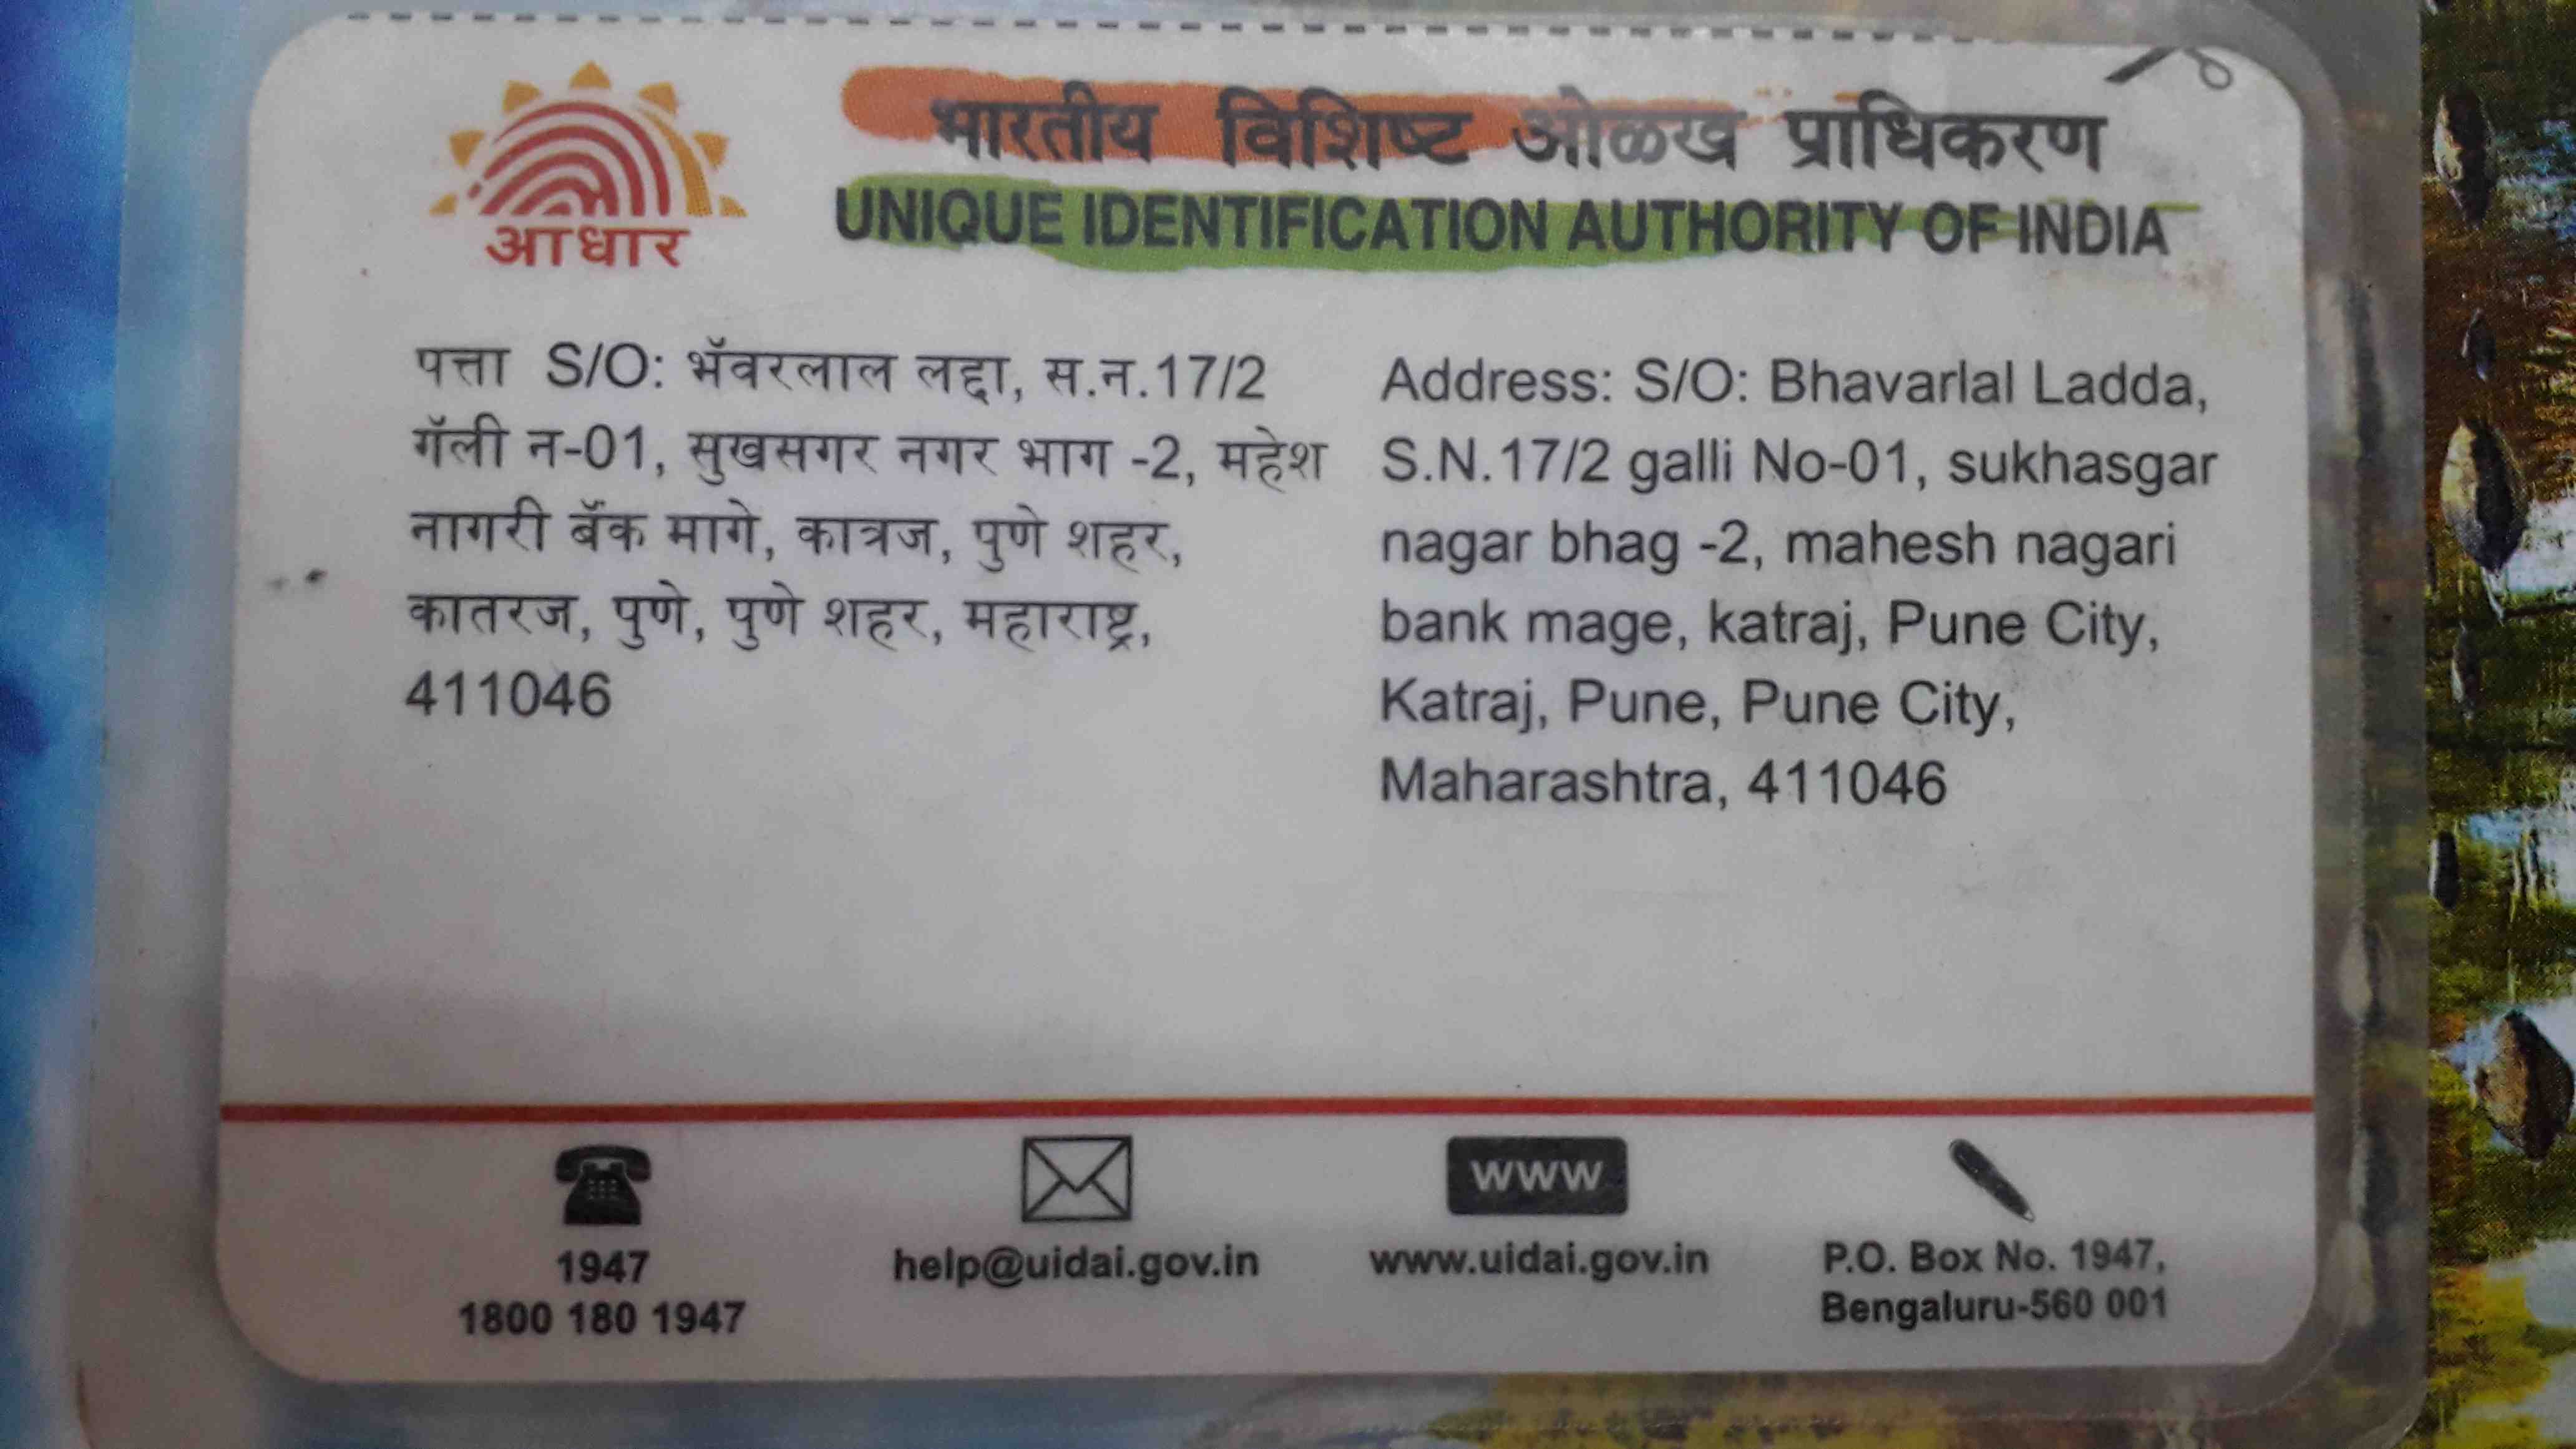 आधार
भारतीय विशिष्ट ओळख प्राधिकरण
UNIQUE IDENTIFICATION AUTHORITY OF INDIA
पत्ता S/O: भॅवरलाल लद्दा, स.न.17/2
गॅली न-01, सुखसगर नगर भाग -2, महेश
नागरी बॅंक मागे, कात्रज, पुणे शहर,
कातरज, पुणे, पुणे शहर, महाराष्ट्र,
411046
Address: S/O: Bhavarlal Ladda,
S.N.17/2 galli No-01, sukhasgar
nagar bhag -2, mahesh nagari
bank mage, katraj, Pune City,
Katraj, Pune, Pune City,
Maharashtra, 411046
1947
1800 180 1947
help@uidai.gov.in
WWW
www.uidai.gov.in
P.O. Box No. 1947,
Bengaluru-560 001